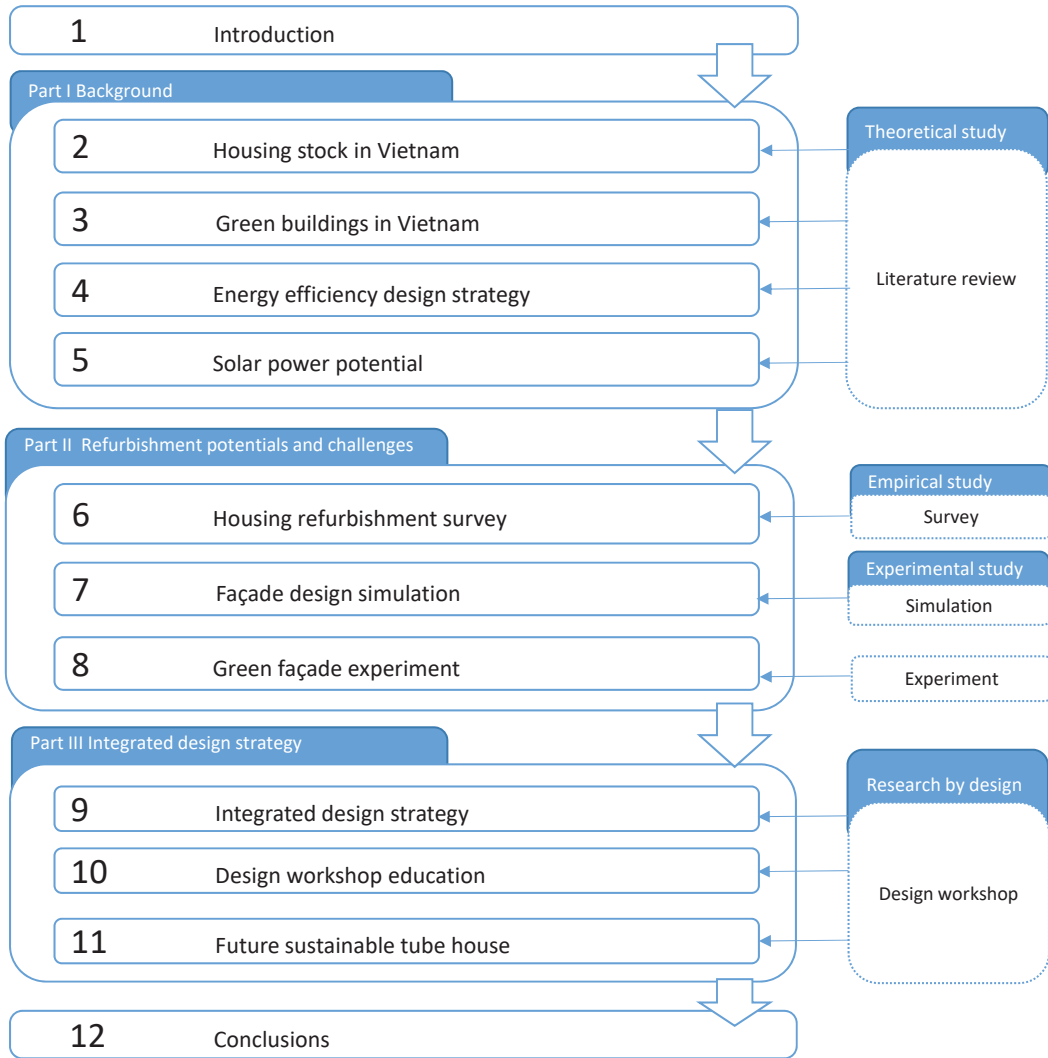 1 Introduction
Part I Background
2 Housing stock in Vietnam
3 Green buildings in Vietnam
4 Energy efficiency design strategy
5 Solar power potential
Theoretical study
Literature review
Part II Refurbishment potentials and challenges
6 Housing refurbishment survey
7 Façade design simulation
8 Green façade experiment
Empirical study
Survey
Experimental study
Simulation
Experiment
Part III Integrated design strategy
9 Integrated design strategy
10 Design workshop education
11 Future sustainable tube house
Research by design
Design workshop
12 Conclusions